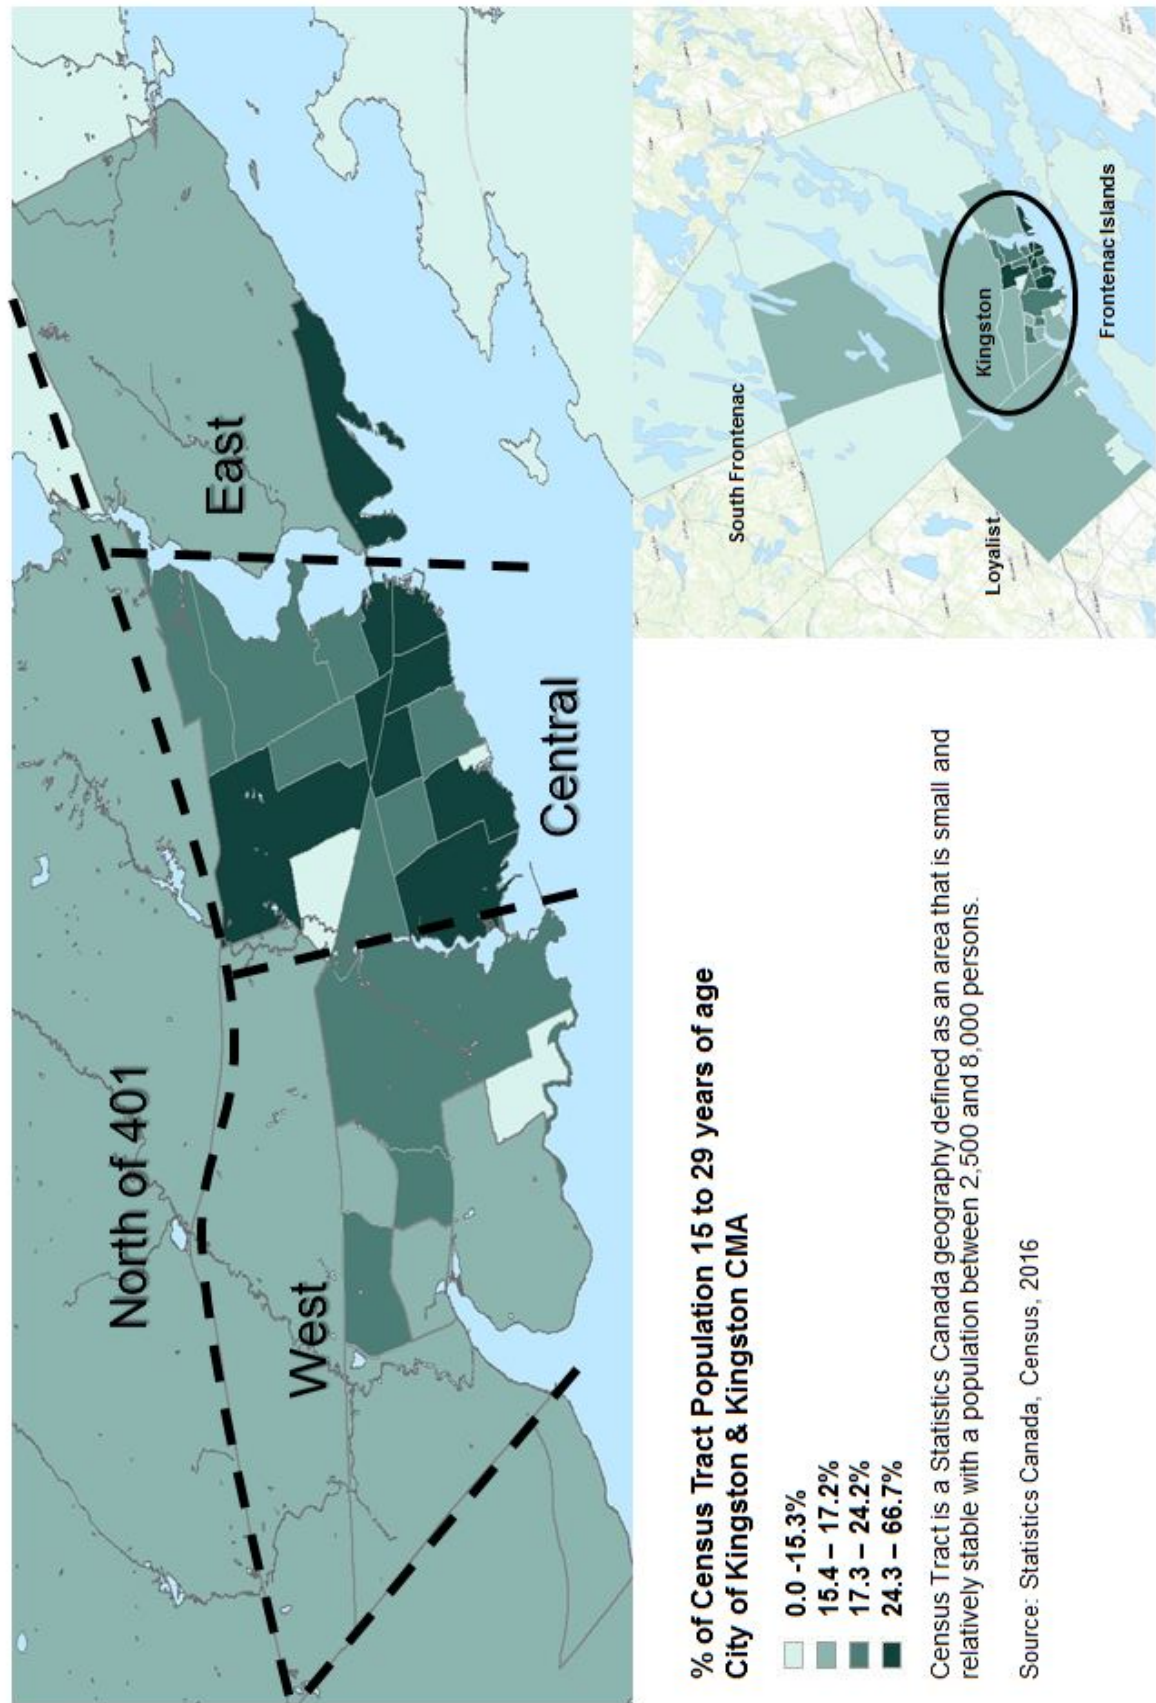 North of 401
West
Central
East
% of Census Tract Population 15 to 29 years of age
City of Kingston & Kingston CMA
0.0 -15.3%
15.4 – 17.2%
17.3 – 24.2%
24.3 – 66.7%
Census Tract is a Statistics Canada geography defined as an area that is small and
relatively stable with a population between 2,500 and 8,000 persons.
Source: Statistics Canada, Census, 2016
South Frontenac
Loyalist
Kingston
Frontenac Islands